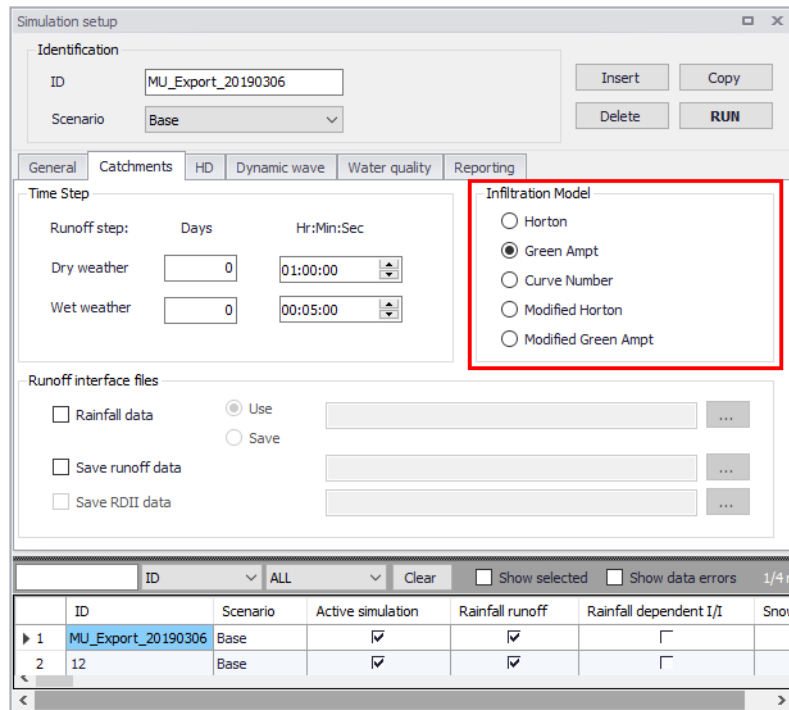 Simulation setup
Identification
ID MU_Export_20190306 Insert Copy
Scenario Base Delete RUN
General Catchments HD Dynamic wave Water quality Reporting
Time Step
Runoff step: Days Hr:Min:Sec
Dry weather 0 01:00:00
Wet weather 0 00:05:00
Infiltration Model
Horton
Green Ampt
Curve Number
Modified Horton
Modified Green Ampt
Runoff interface files
Rainfall data Use ...
Save
Save runoff data ...
Save RDII data ...
ID ALL Clear Show selected Show data errors 1/4
ID Scenario Active simulation Rainfall runoff Rainfall dependent I/I
1 MU_Export_20190306 Base
2 12 Base